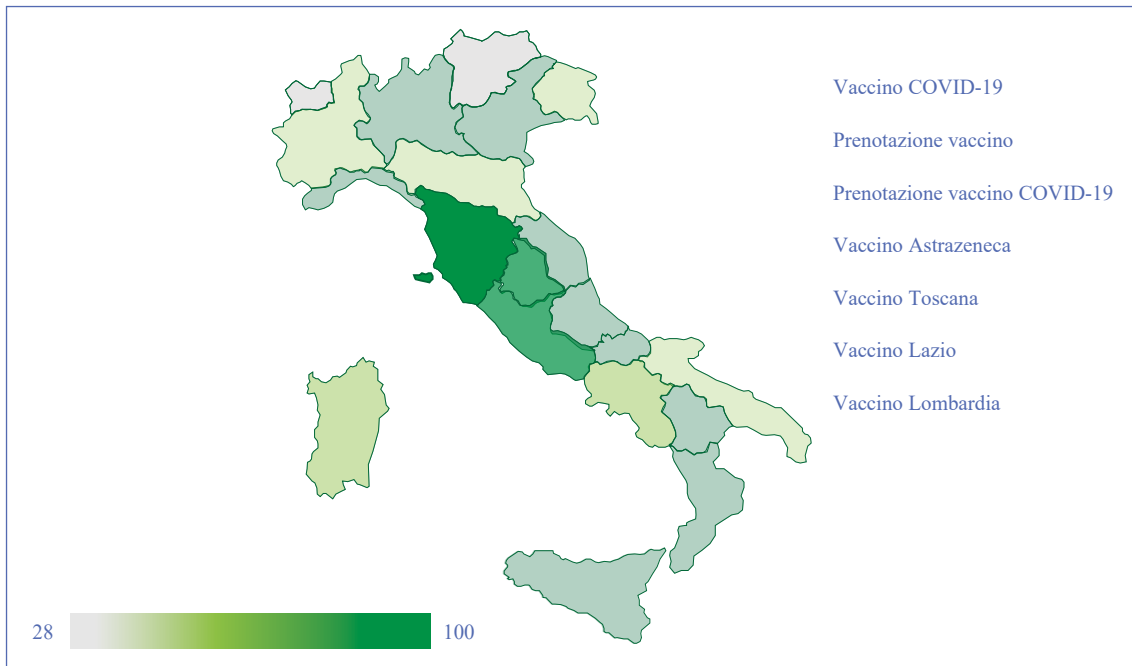 Vaccino COVID-19
Prenotazione vaccino
Prenotazione vaccino COVID-19
Vaccino Astrazeneca
Vaccino Toscana
Vaccino Lazio
Vaccino Lombardia
28
100